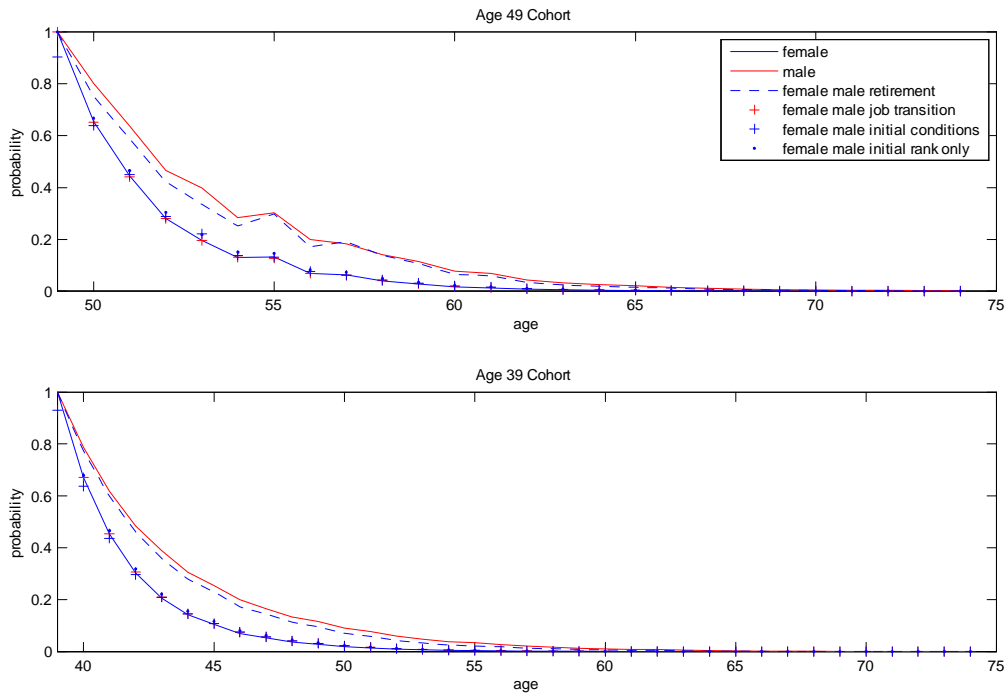 Age 49 Cohort
1
0.8
0.6
0.4
0.2
0
probability
50
55
60
65
70
75
age
female
male
female male retirement
female male job transition
female male initial conditions
female male initial rank only
Age 39 Cohort
1
0.8
0.6
0.4
0.2
0
probability
40
45
50
55
60
65
70
75
age